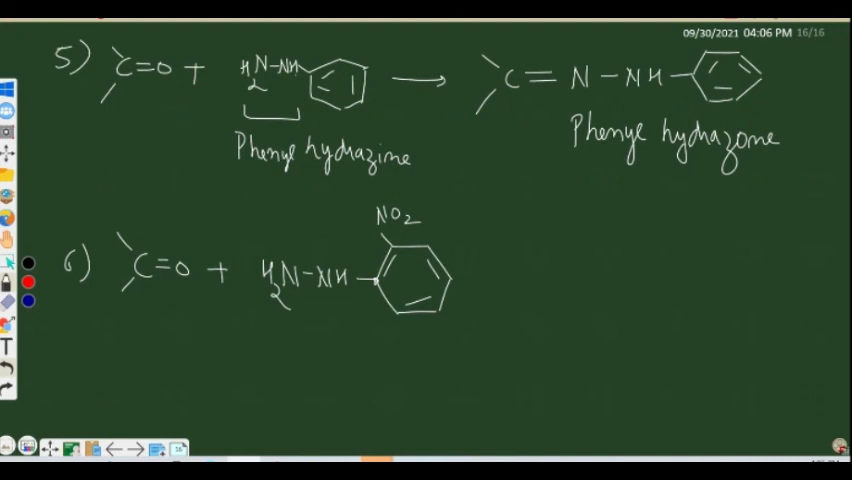 09/30/2021 04:06 PM 16/16
5) C=O + H2N-NH → C=N-NH
Phenyl hydrazine
Phenyl hydrazone
NO2
6) C=O + H2N-NH
T